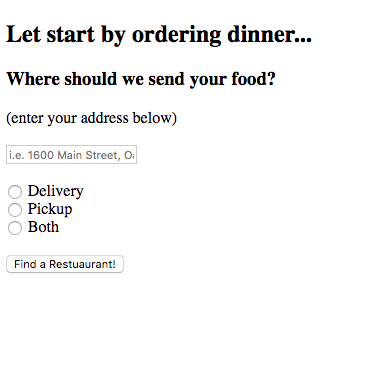 Let start by ordering dinner...
Where should we send your food?
(enter your address below)
i.e. 1600 Main Street, O
Delivery
Pickup
Both
Find a Restuaurant!